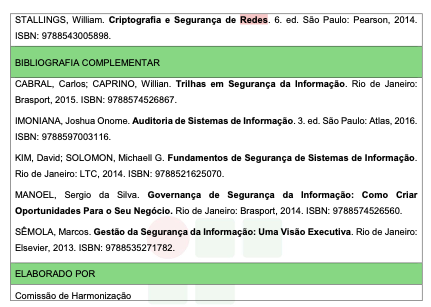 STALLINGS, William. Criptografia e Segurança de Redes. 6. ed. São Paulo: Pearson, 2014.
ISBN: 9788543005898.
BIBLIOGRAFIA COMPLEMENTAR
CABRAL, Carlos; CAPRINO, Willian. Trilhas em Segurança da Informação. Rio de Janeiro:
Brasport, 2015. ISBN: 9788574526867.
IMONIANA, Joshua Onome. Auditoria de Sistemas de Informação. 3. ed. São Paulo: Atlas, 2016.
ISBN: 9788597003116.
KIM, David; SOLOMON, Michaell G. Fundamentos de Segurança de Sistemas de Informação.
Rio de Janeiro: LTC, 2014. ISBN: 9788521625070.
MANOEL, Sergio da Silva. Governança de Segurança da Informação: Como Criar
Oportunidades Para o Seu Negócio. Rio de Janeiro: Brasport, 2014. ISBN: 9788574526560.
SÊMOLA, Marcos. Gestão da Segurança da Informação: Uma Visão Executiva. Rio de Janeiro:
Elsevier, 2013. ISBN: 9788535271782.
ELABORADO POR
Comissão de Harmonização